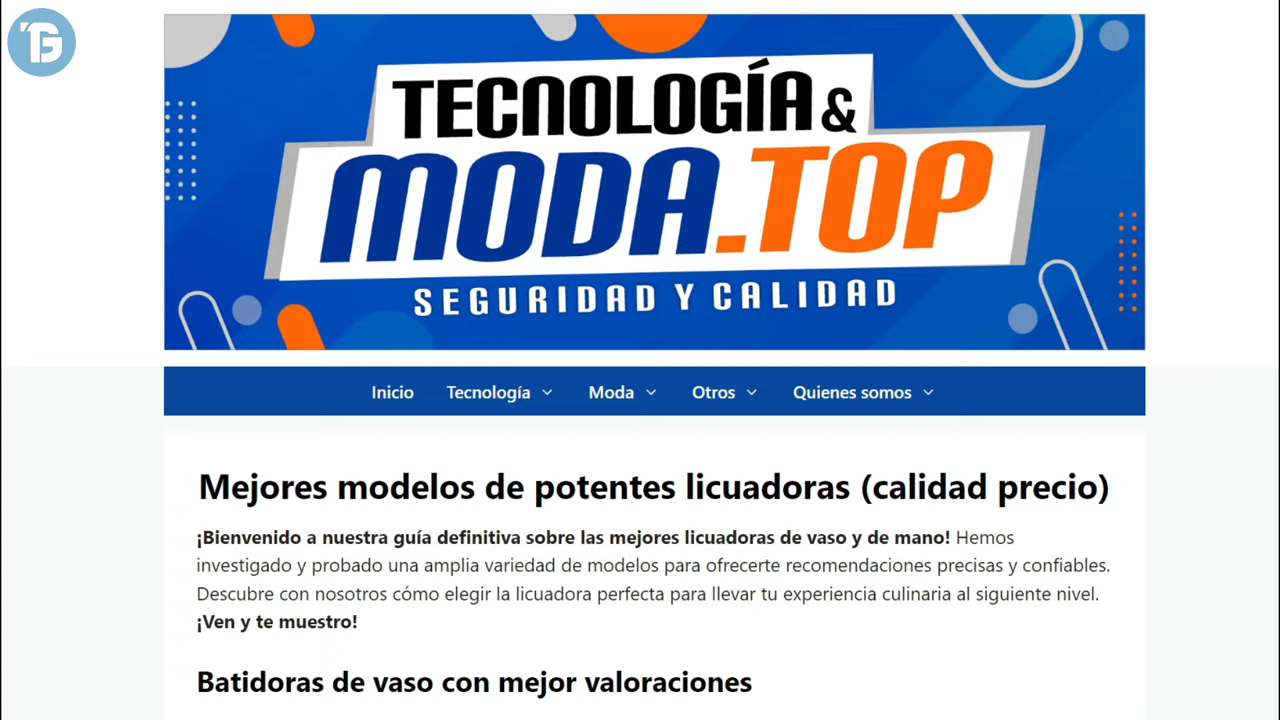 TG
TECNOLOGÍA &
MODA.TOP
SEGURIDAD Y CALIDAD
Inicio Tecnología Moda Otros Quienes somos
Mejores modelos de potentes licuadoras (calidad precio)
¡Bienvenido a nuestra guía definitiva sobre las mejores licuadoras de vaso y de mano! Hemos
investigado y probado una amplia variedad de modelos para ofrecerte recomendaciones precisas y confiables.
Descubre con nosotros cómo elegir la licuadora perfecta para llevar tu experiencia culinaria al siguiente nivel.
¡Ven y te muestro!
Batidoras de vaso con mejor valoraciones